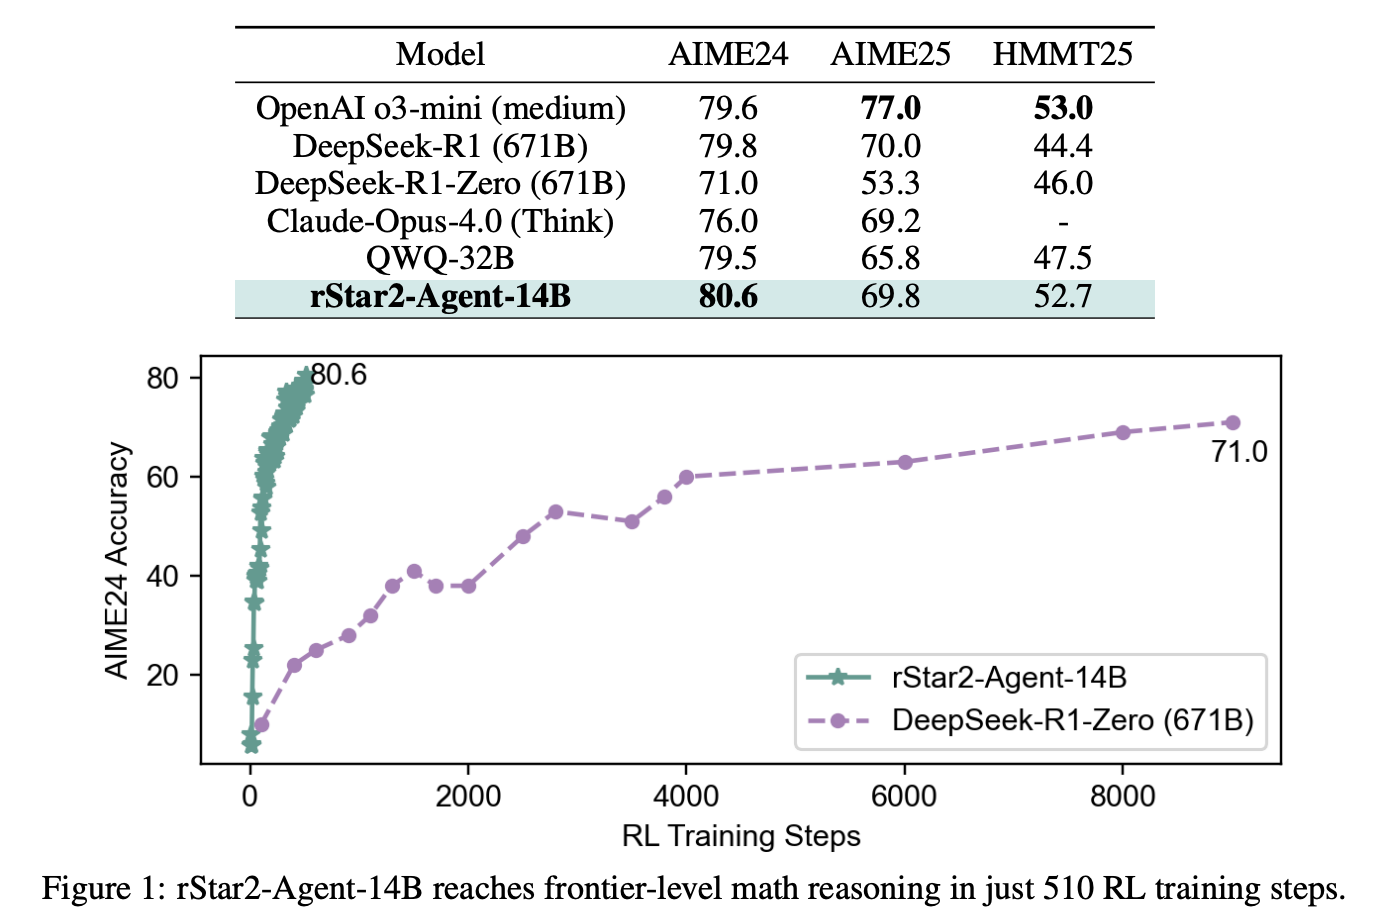 Model AIME24 AIME25 HMMT25
OpenAI o3-mini (medium) 79.6 77.0 53.0
DeepSeek-R1 (671B) 79.8 70.0 44.4
DeepSeek-R1-Zero (671B) 71.0 53.3 46.0
Claude-Opus-4.0 (Think) 76.0 69.2 -
QWQ-32B 79.5 65.8 47.5
rStar2-Agent-14B 80.6 69.8 52.7
80.6
71.0
80
60
40
20
AIME24 Accuracy
rStar2-Agent-14B
DeepSeek-R1-Zero (671B)
0 2000 4000 6000 8000
RL Training Steps
Figure 1: rStar2-Agent-14B reaches frontier-level math reasoning in just 510 RL training steps.